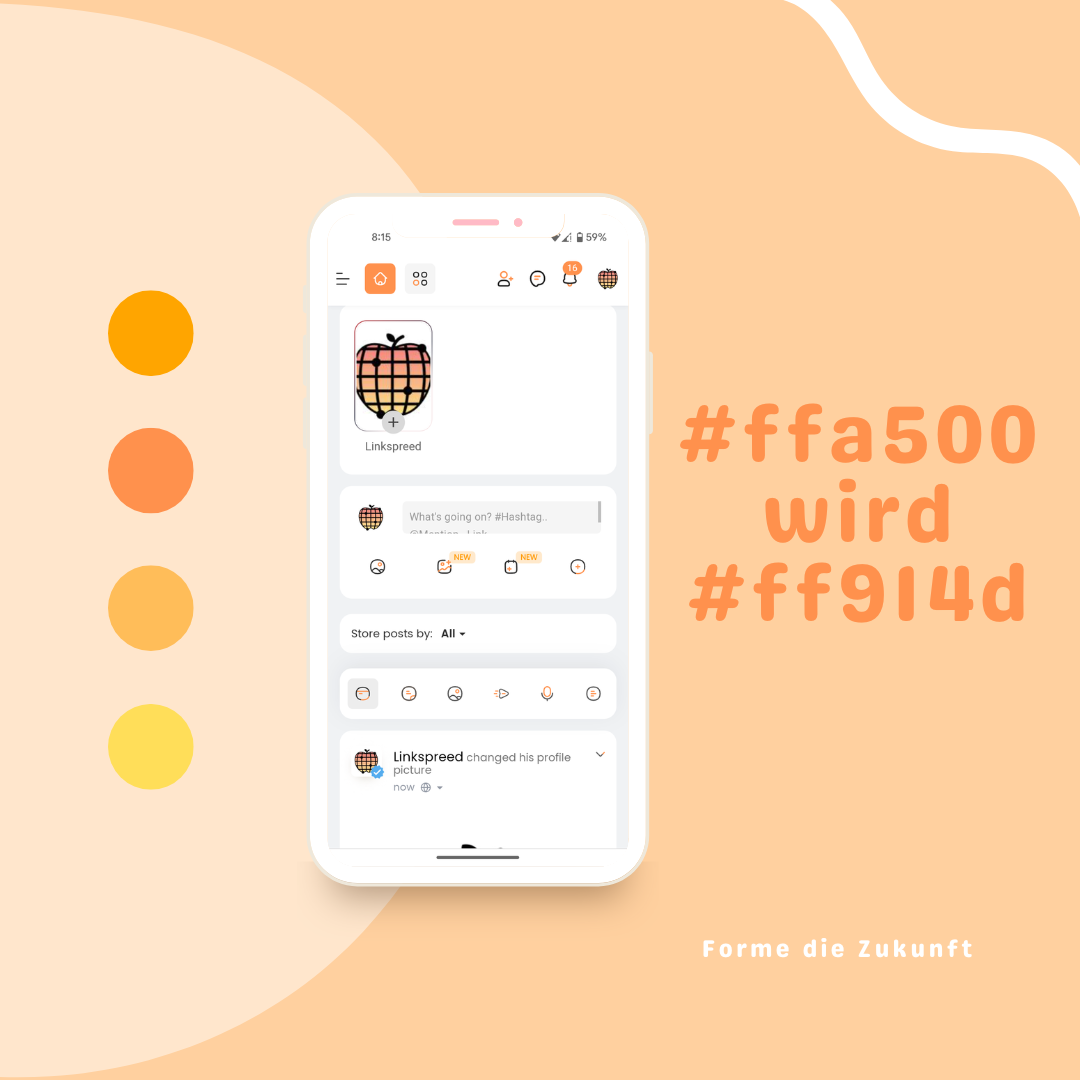 8:15
59%
16
Linkspreed
What's going on? #Hashtag..
@Mention.. Link..
NEW
NEW
Store posts by: All
Linkspreed changed his profile
picture
now
#ffa500
wird
#ff914d
Forme die Zukunft